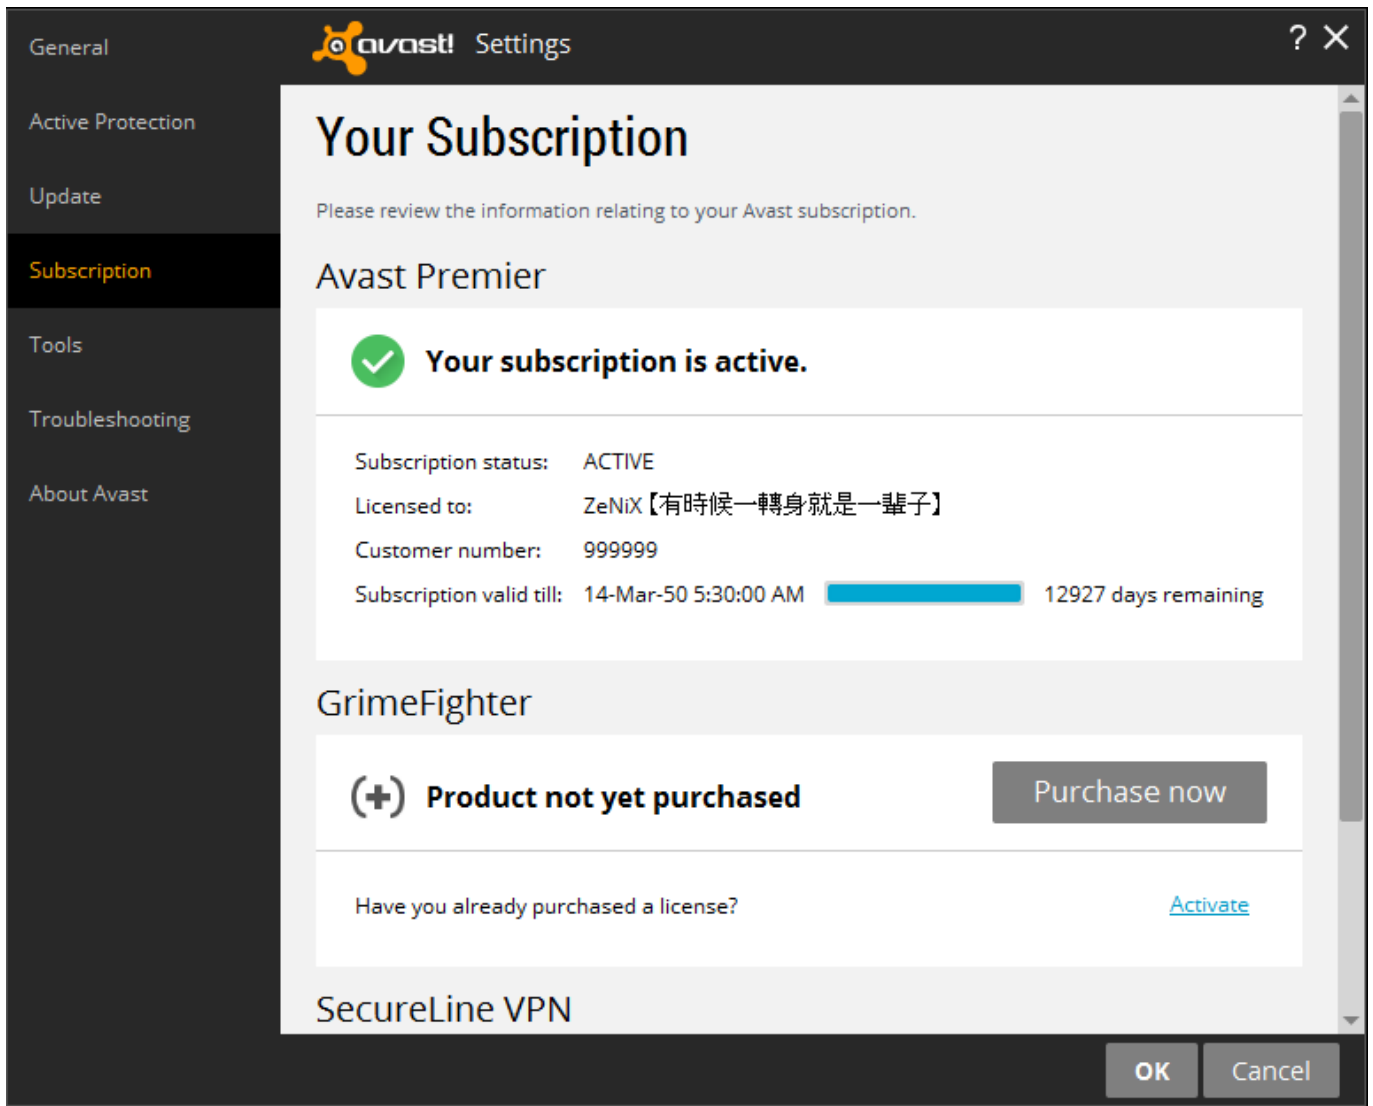 General
Active Protection
Update
Subscription
Tools
Troubleshooting
About Avast
avast! Settings
? ×
Your Subscription
Please review the information relating to your Avast subscription.
Avast Premier
Your subscription is active.
Subscription status: ACTIVE
Licensed to: ZeNiX【有時候一轉身就是一輩子】
Customer number: 999999
Subscription valid till: 14-Mar-50 5:30:00 AM 12927 days remaining
GrimeFighter
(+) Product not yet purchased Purchase now
Have you already purchased a license? Activate
SecureLine VPN
OK Cancel